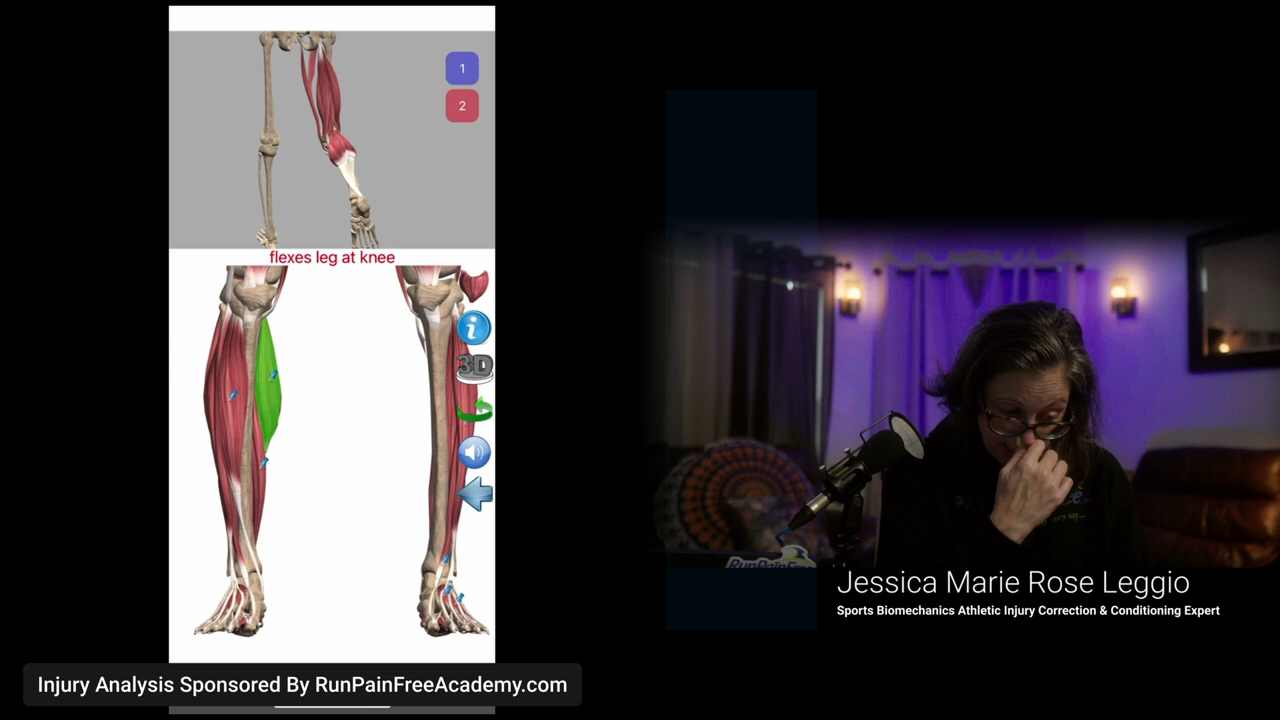 1
2
flexes leg at knee
i
3D
RunPainFree
Jessica Marie Rose Leggio
Sports Biomechanics Athletic Injury Correction & Conditioning Expert
Injury Analysis Sponsored By RunPainFreeAcademy.com